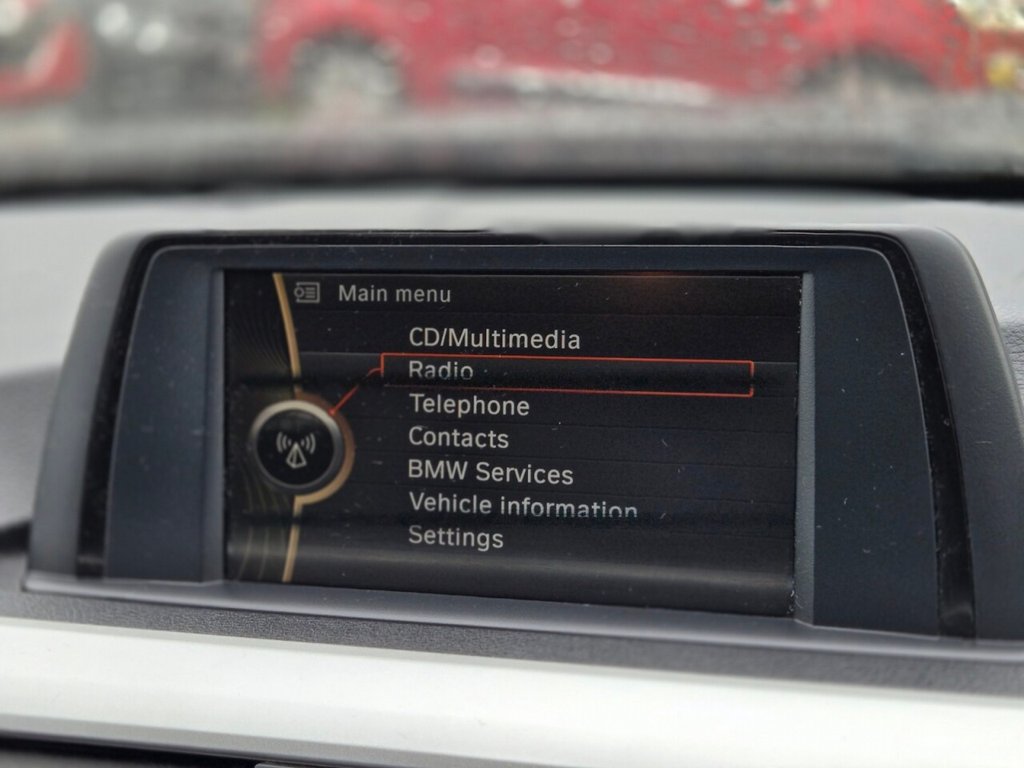 Main menu
CD/Multimedia
Radio
Telephone
Contacts
BMW Services
Vehicle information
Settings